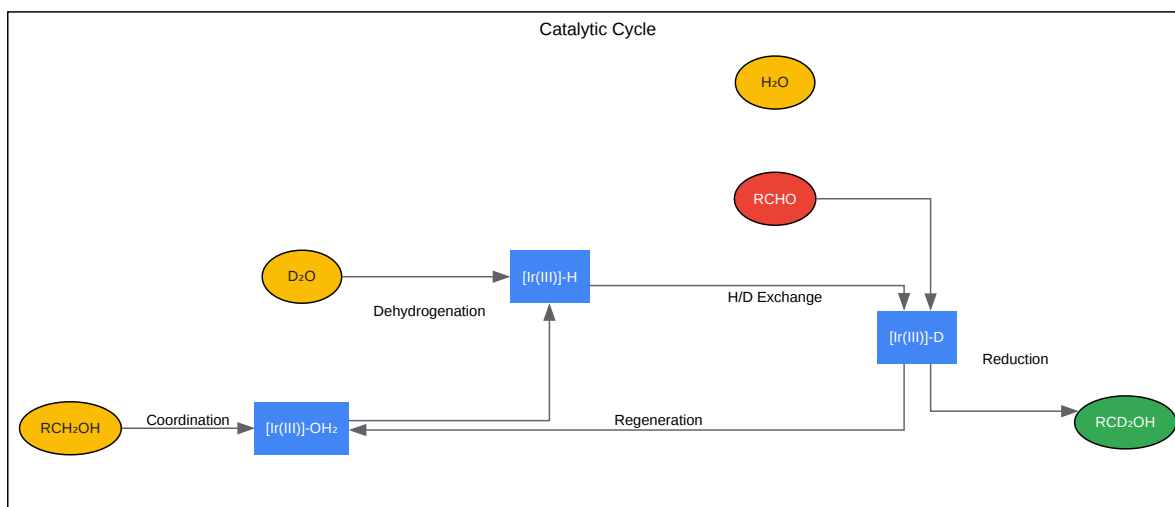 Catalytic Cycle
H₂O
RCHO
D₂O
[Ir(III)]-H
Dehydrogenation
H/D Exchange
[Ir(III)]-D
Reduction
RCH₂OH
Coordination
[Ir(III)]-OH₂
Regeneration
RCD₂OH